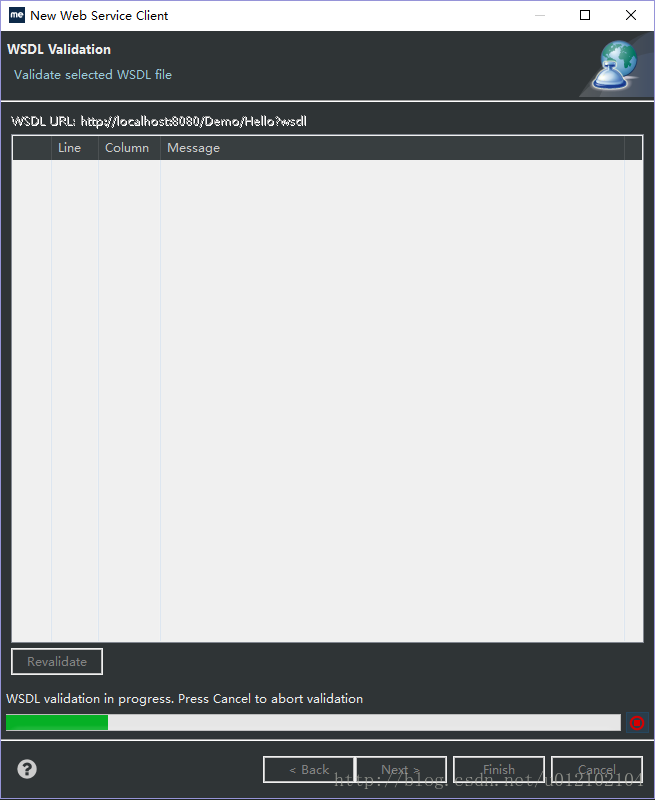 me New Web Service Client
WSDL Validation
Validate selected WSDL file
WSDL URL: http://localhost:8080/Demo/Hello?wsdl
Line Column Message
Revalidate
WSDL validation in progress. Press Cancel to abort validation
? < Back Next > Finish Cancel
http://blog.csdn.net/u012102104